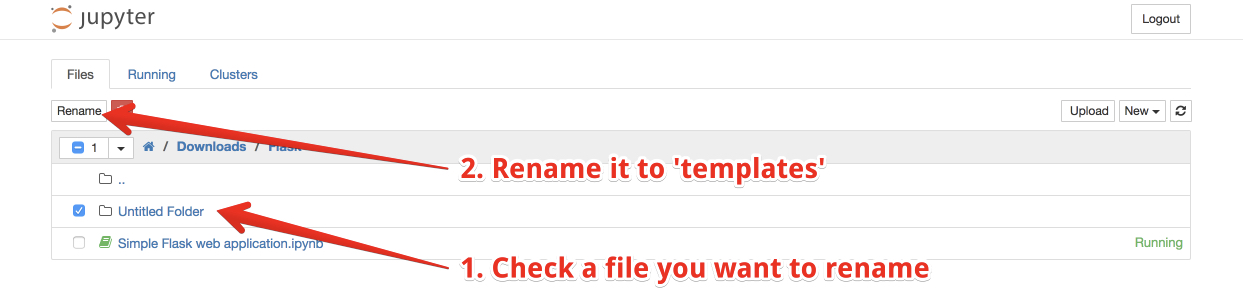 jupyter
Logout
Files Running Clusters
Rename Upload New
1 / Downloads / Flask
2. Rename it to 'templates'
..
Untitled Folder
Simple Flask web application.ipynb Running
1. Check a file you want to rename